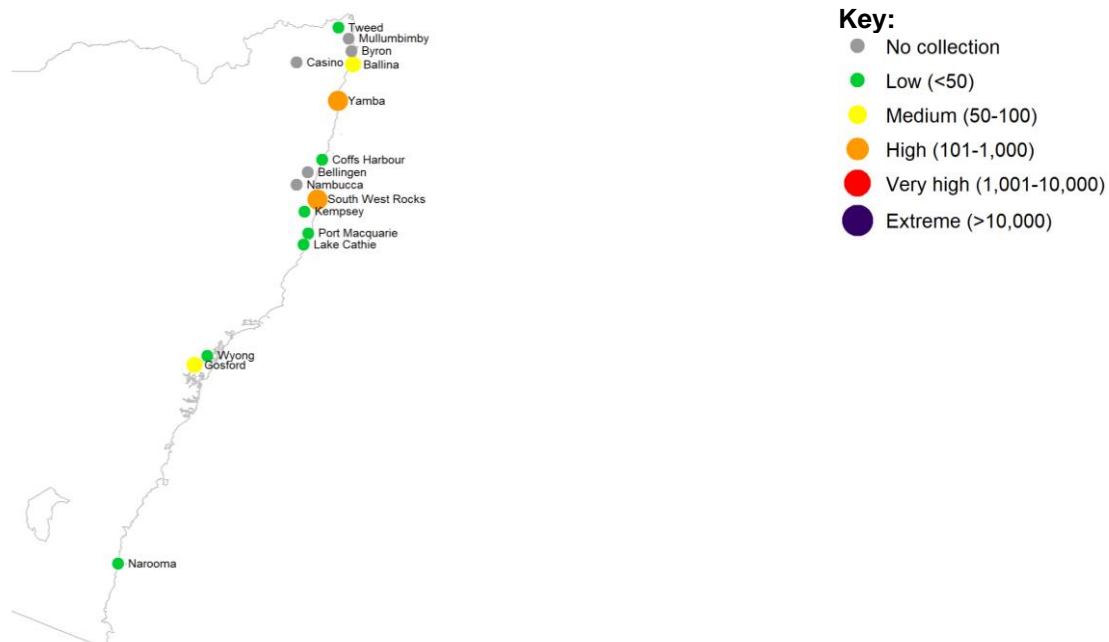 Tweed
Mullumbimby
Byron
Casino
Ballina
Yamba
Coffs Harbour
Bellingen
Nambucca
South West Rocks
Kempsey
Port Macquarie
Lake Cathie
Wyong
Gosford
Narooma
Key:
No collection
Low (<50)
Medium (50-100)
High (101-1,000)
Very high (1,001-10,000)
Extreme (>10,000)